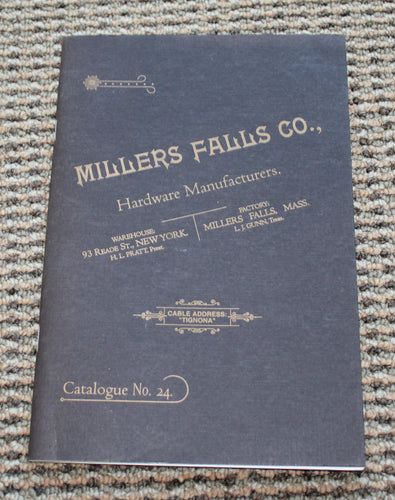 MILLERS FALLS CO.,
Hardware Manufacturers.
WAREHOUSE:
93 READE ST., NEW YORK.
H. L. PRATT, Prest.
FACTORY:
MILLERS FALLS, MASS.
L. J. GUNN, Treas.
CABLE ADDRESS:
"TIGNONA"
Catalogue No. 24.